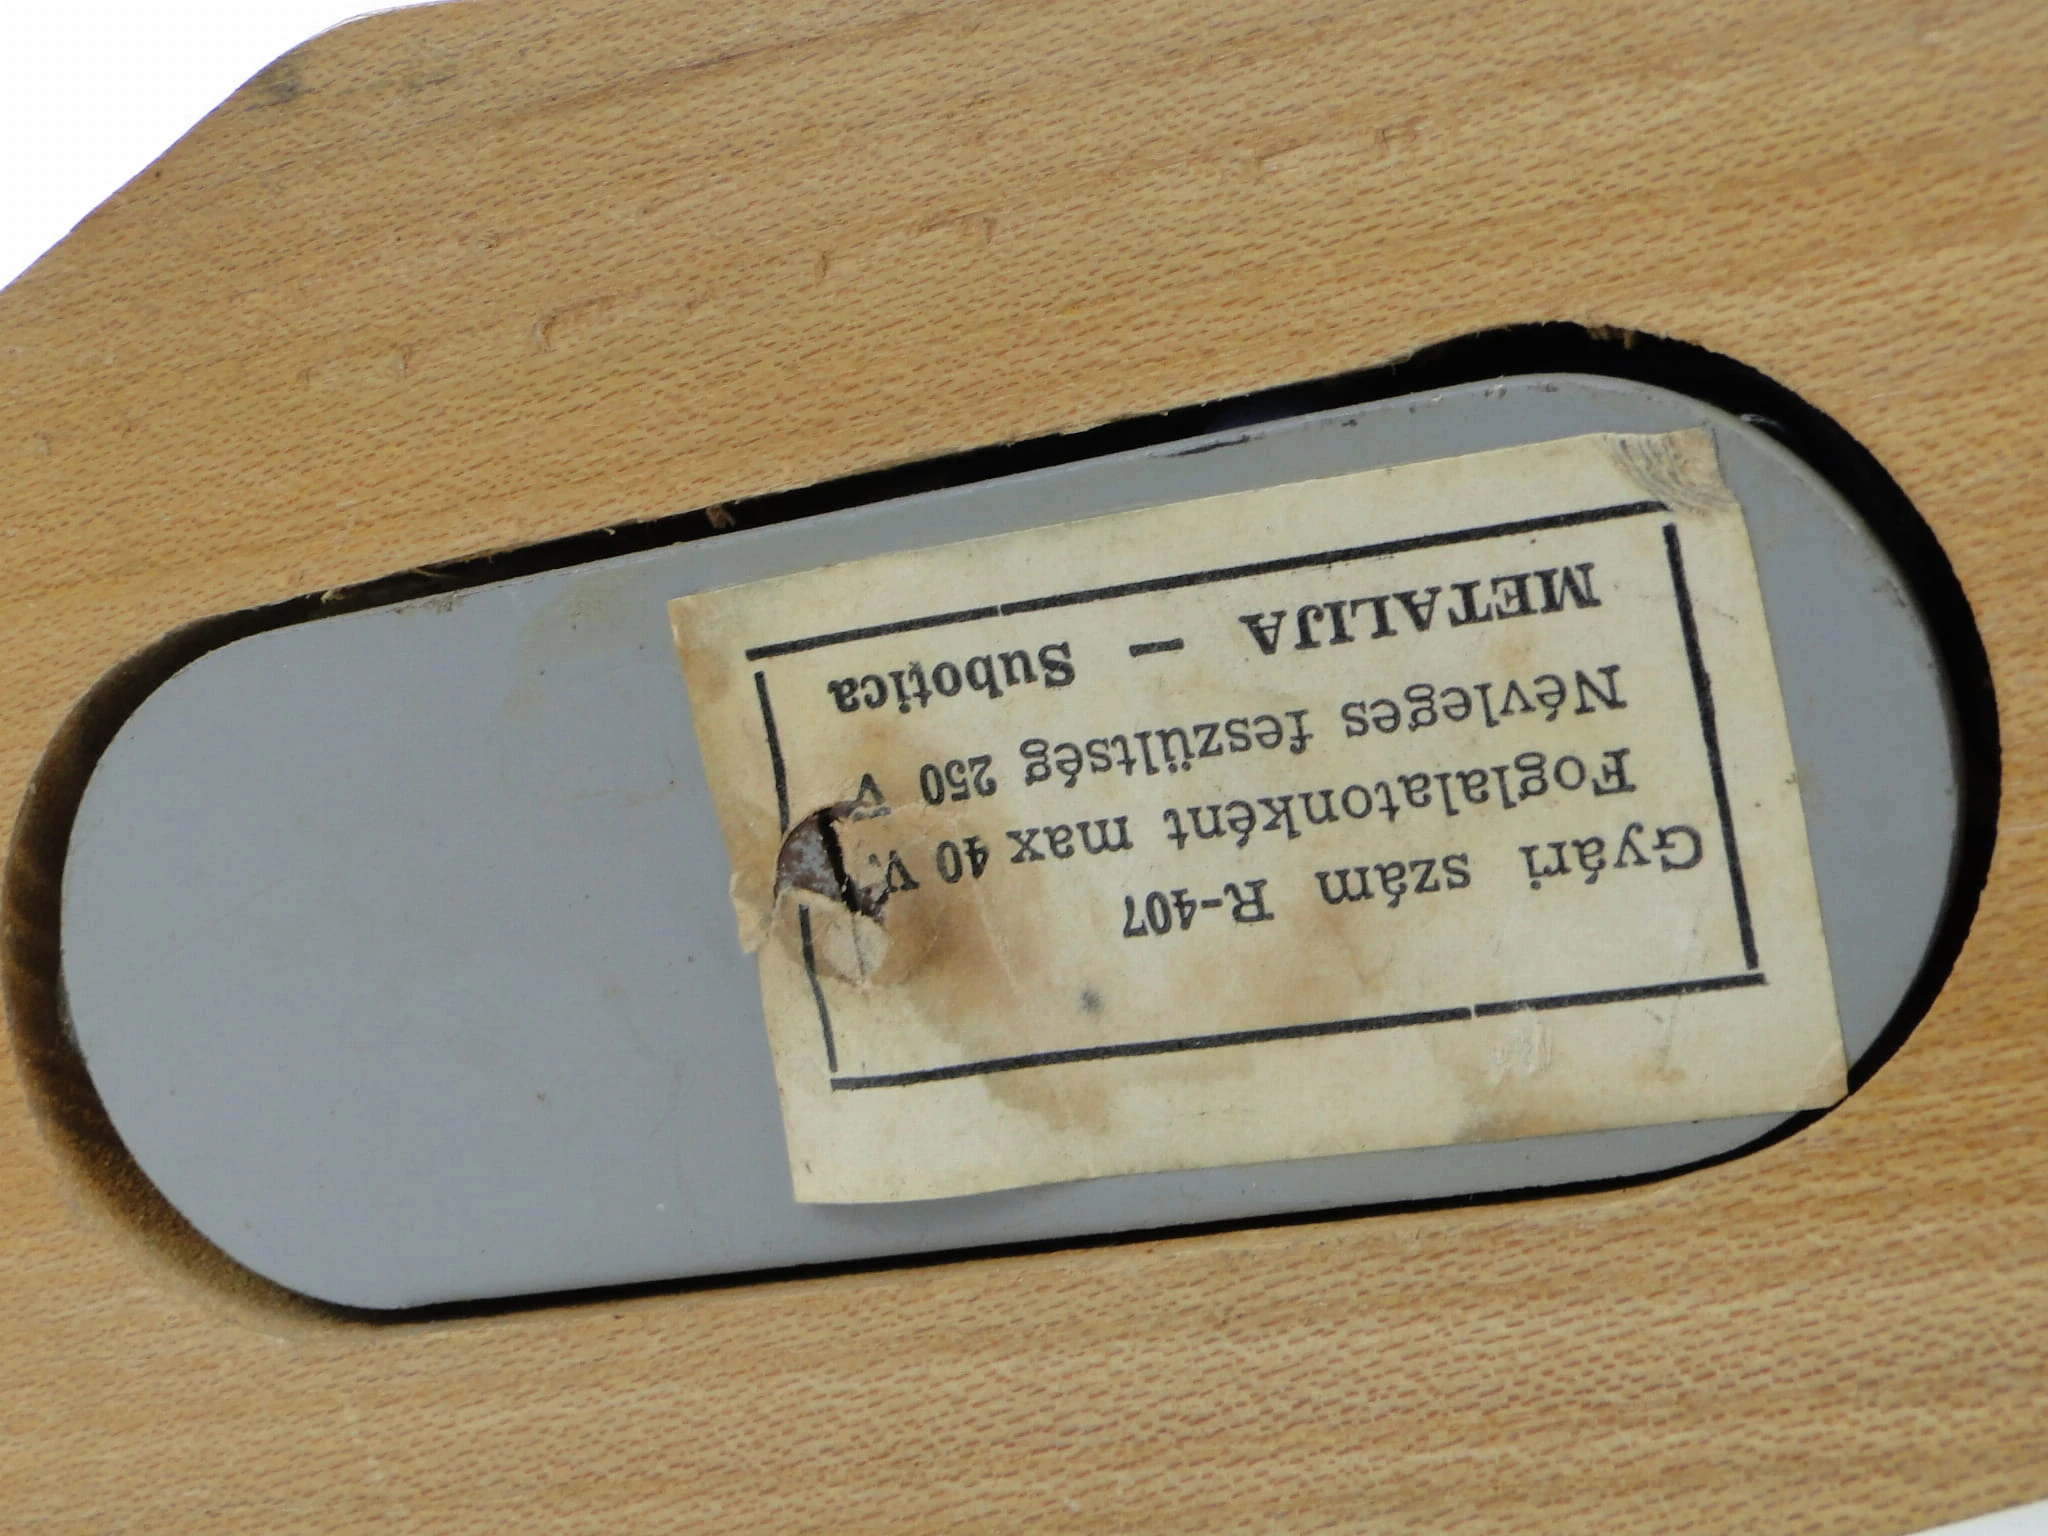 METALIJA — Subotica
Névleges feszültség 250 V
Foglalatonként max 40 V.
Gyári szám R-407